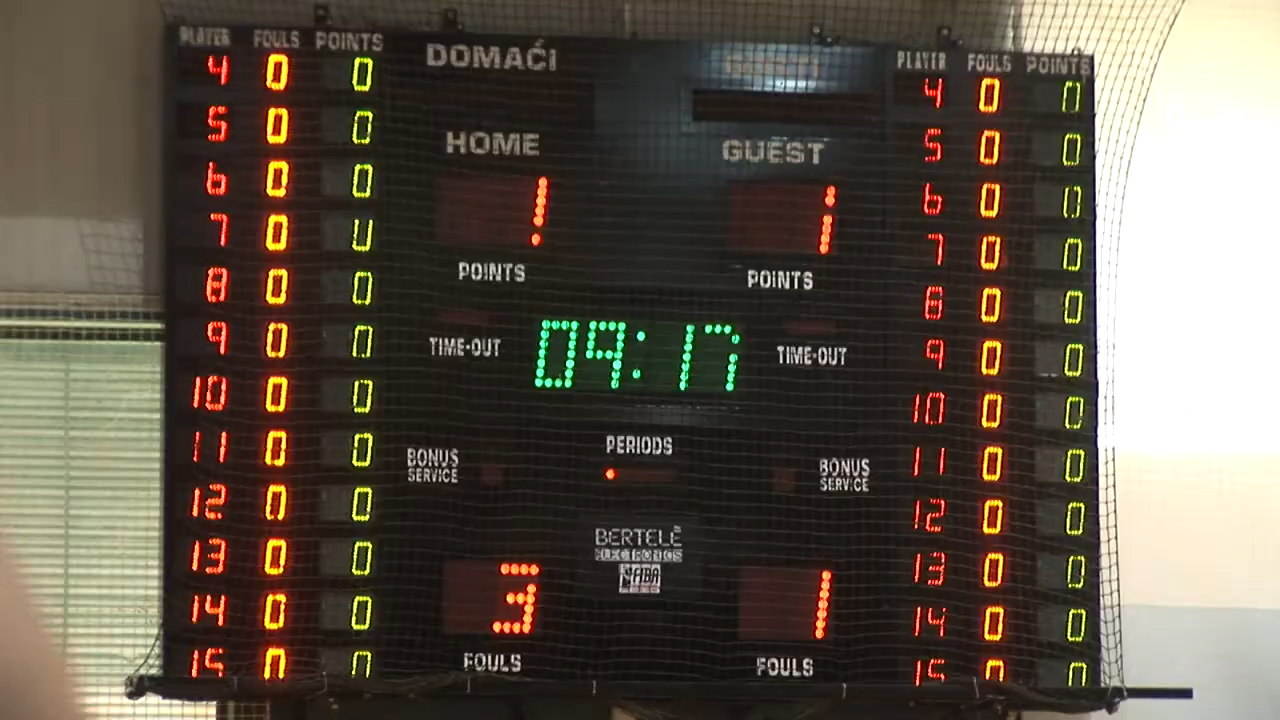 PLAYER FOULS POINTS DOMAĆI PLAYER FOULS POINTS
4 0 0 4 0 0
5 0 0 5 0 0
6 0 0 HOME GUEST 6 0 0
7 0 0 1 1 7 0 0
8 0 0 POINTS POINTS 8 0 0
9 0 0 TIME-OUT 09:17 TIME-OUT 9 0 0
10 0 0 10 0 0
11 0 0 BONUS SERVICE PERIODS BONUS SERVICE 11 0 0
12 0 0 12 0 0
13 0 0 BERTELÈ 13 0 0
ELECTRONICS
FIBA
14 0 0 3 1 14 0 0
15 0 0 FOULS FOULS 15 0 0